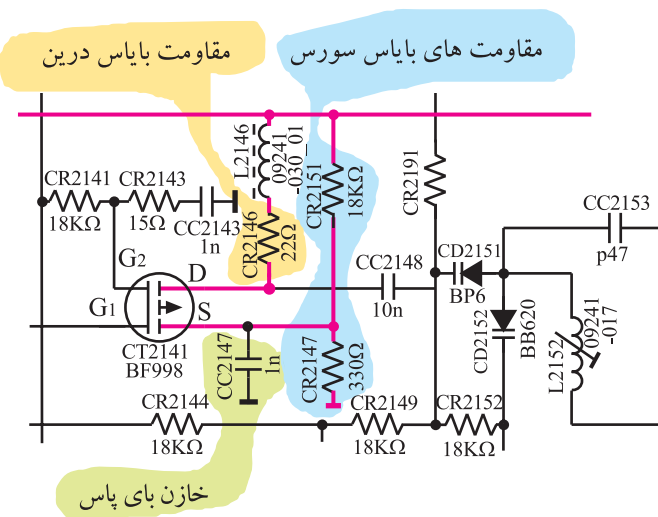 مقاومت بایاس درین
مقاومت های بایاس سورس
L2146
09241
-030_01
CR2151
18KΩ
CR2191
CR2141
18KΩ
CR2143
15Ω
CC2143
1n
CR2146
22Ω
CC2153
p47
G2
D
G1
S
CC2148
10n
CD2151
BP6
CT2141
BF998
CC2147
1n
CR2147
330Ω
CD2152
BB620
L2152
09241
-017
CR2144
18KΩ
CR2149
18KΩ
CR2152
18KΩ
خازن بای پاس